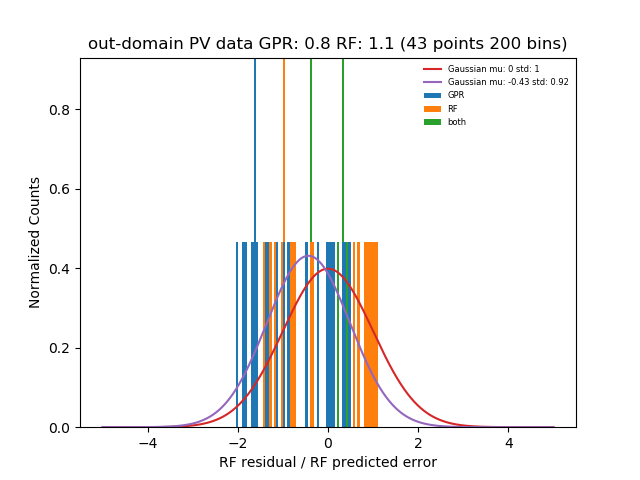 out-domain PV data GPR: 0.8 RF: 1.1 (43 points 200 bins)
Gaussian mu: 0 std: 1
Gaussian mu: -0.43 std: 0.92
GPR
RF
both
Normalized Counts
0.8
0.6
0.4
0.2
0.0
−4
−2
0
2
4
RF residual / RF predicted error